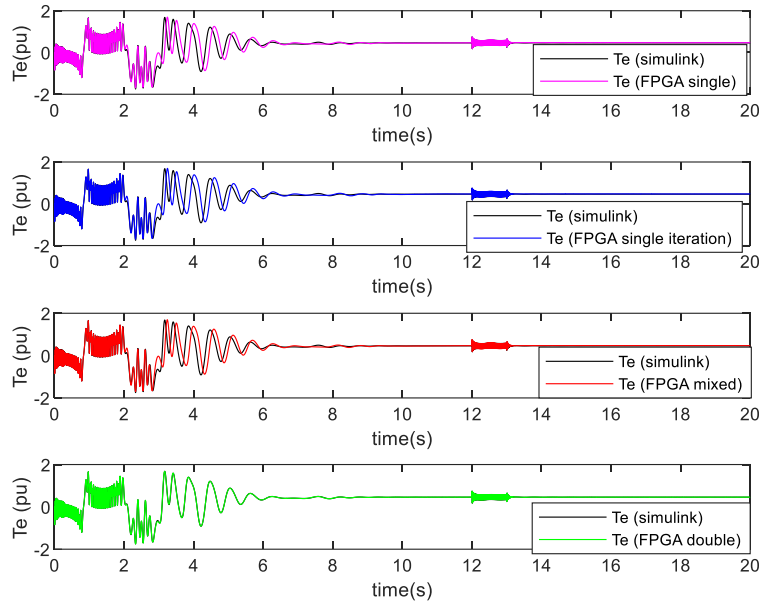 2
Te(pu)
0
-2
Te (simulink)
Te (FPGA single)
0 2 4 6 8 10 12 14 16 18 20
time(s)
2
Te (pu)
0
-2
Te (simulink)
Te (FPGA single iteration)
0 2 4 6 8 10 12 14 16 18 20
time(s)
2
Te (pu)
0
-2
Te (simulink)
Te (FPGA mixed)
0 2 4 6 8 10 12 14 16 18 20
time(s)
2
Te (pu)
0
-2
Te (simulink)
Te (FPGA double)
0 2 4 6 8 10 12 14 16 18 20
time(s)